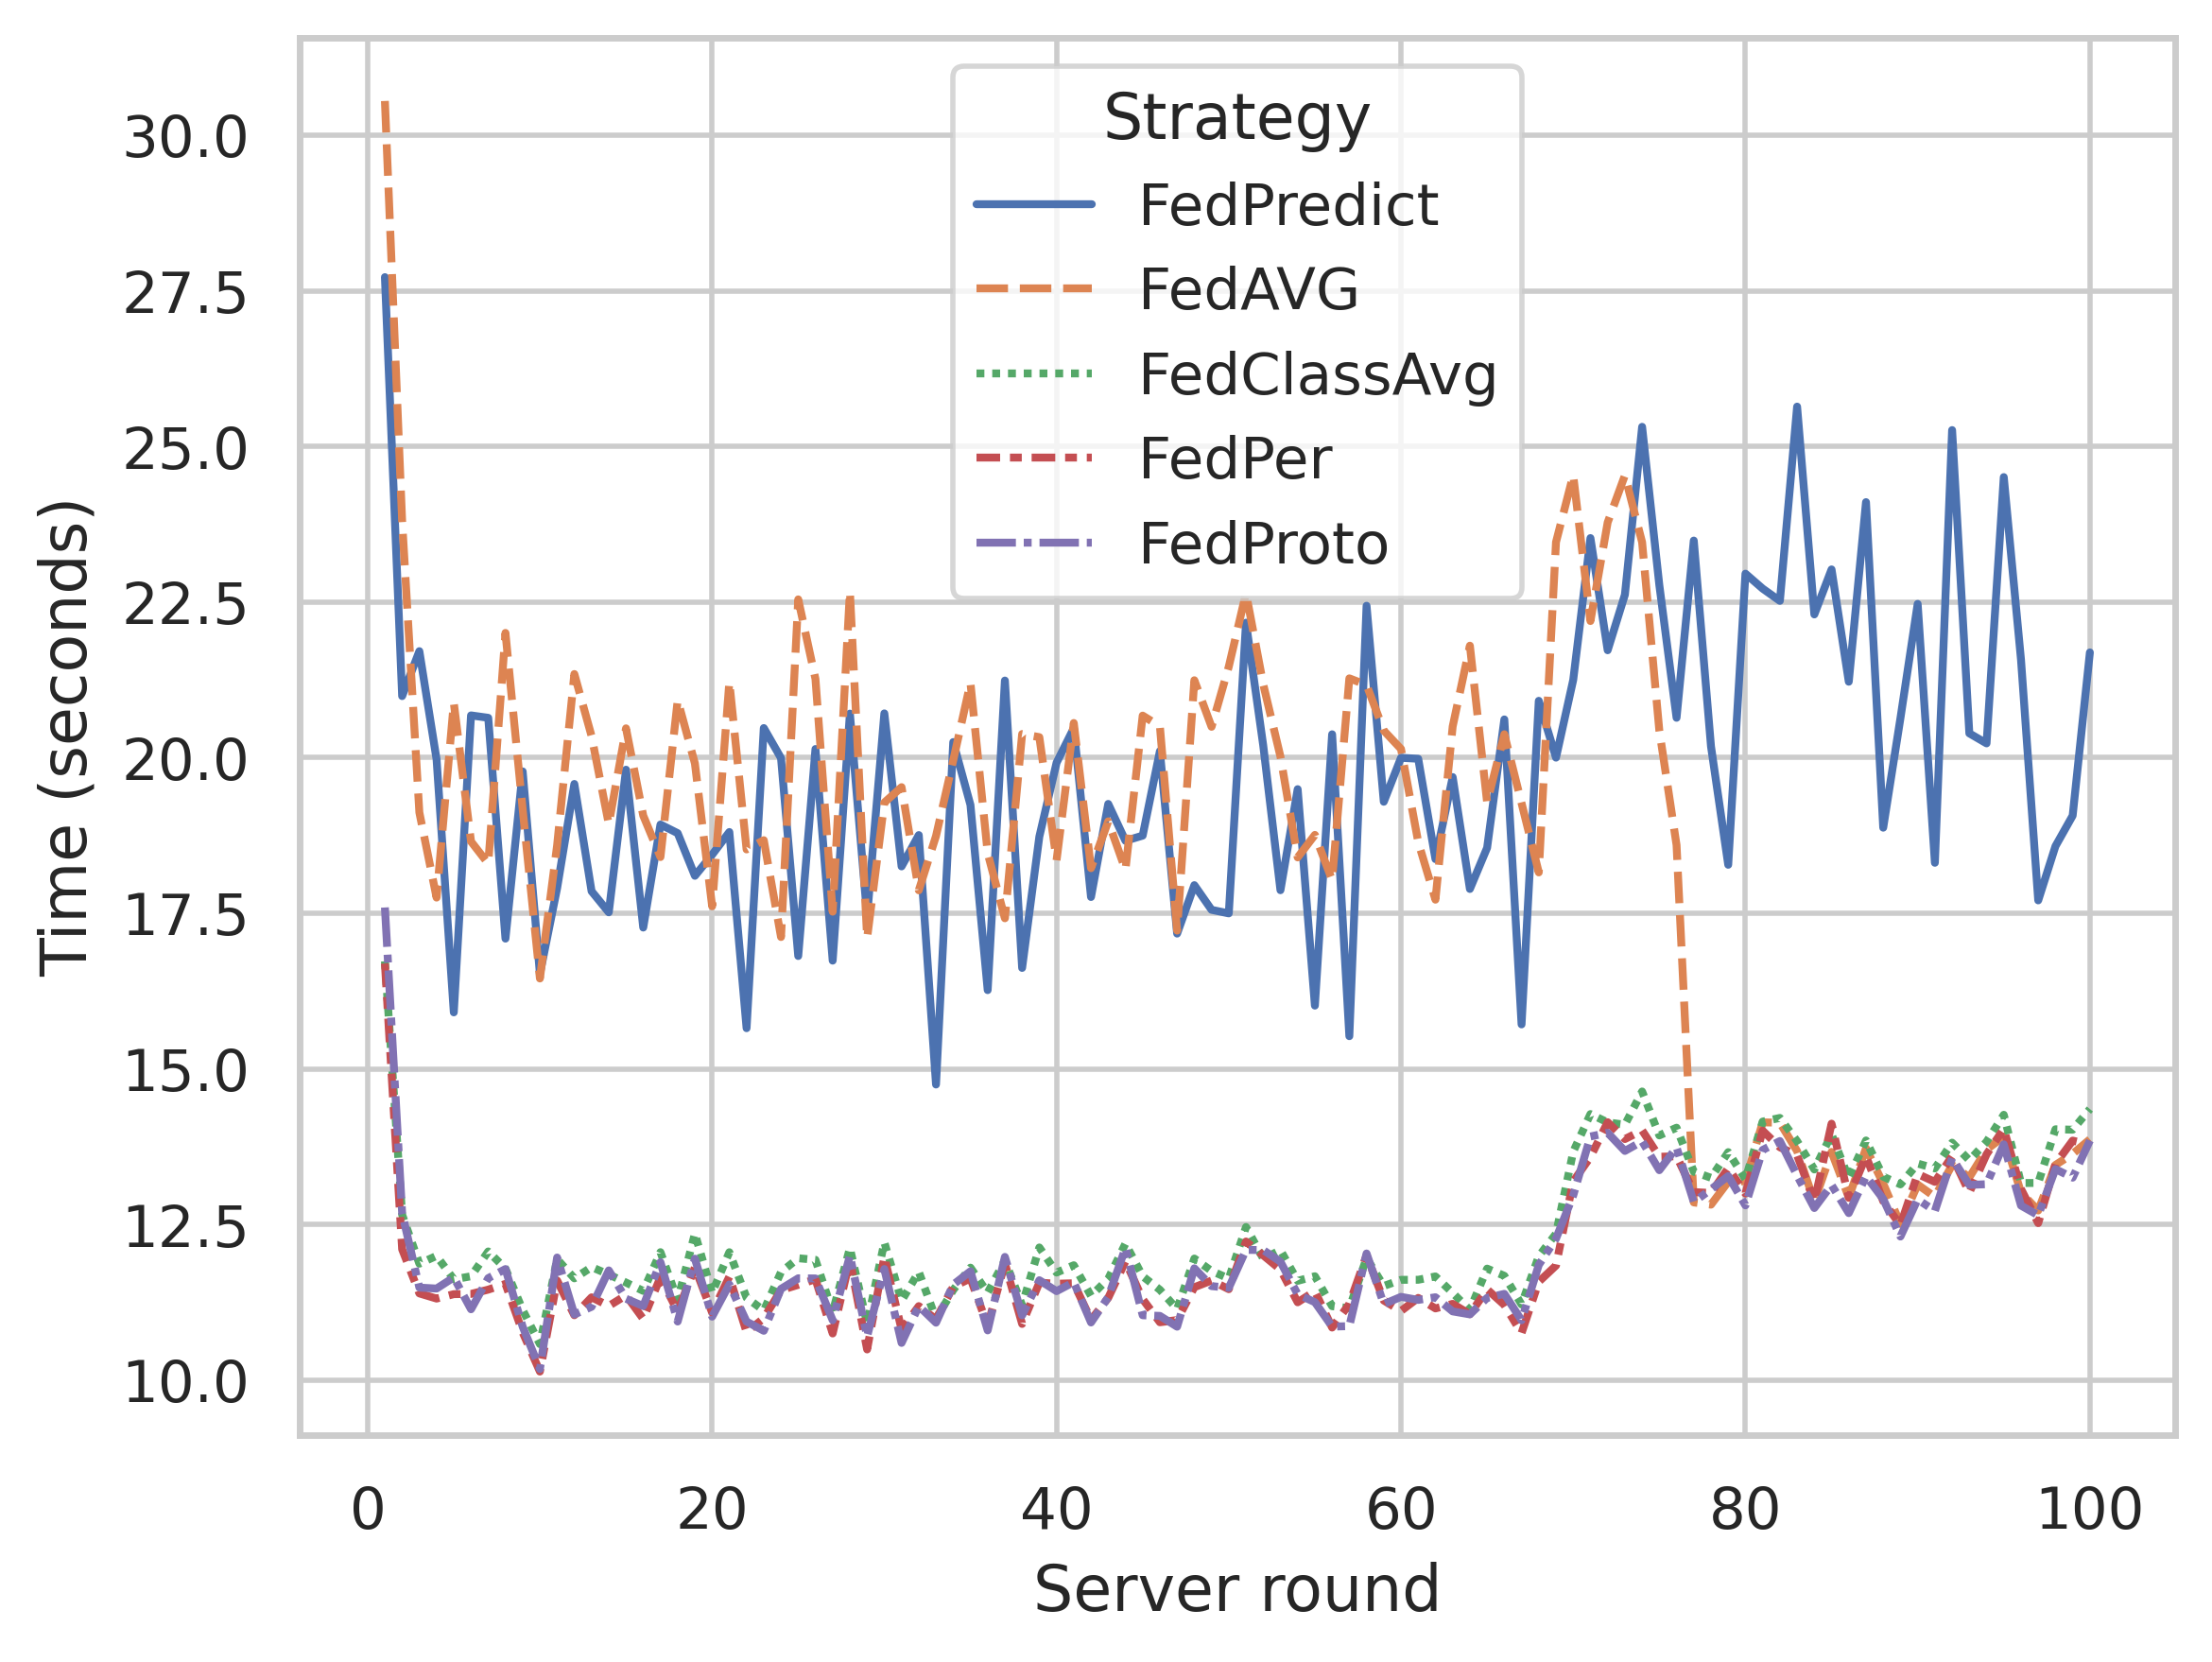 Strategy
FedPredict
FedAVG
FedClassAvg
FedPer
FedProto
Time (seconds)
30.0
27.5
25.0
22.5
20.0
17.5
15.0
12.5
10.0
0 20 40 60 80 100
Server round